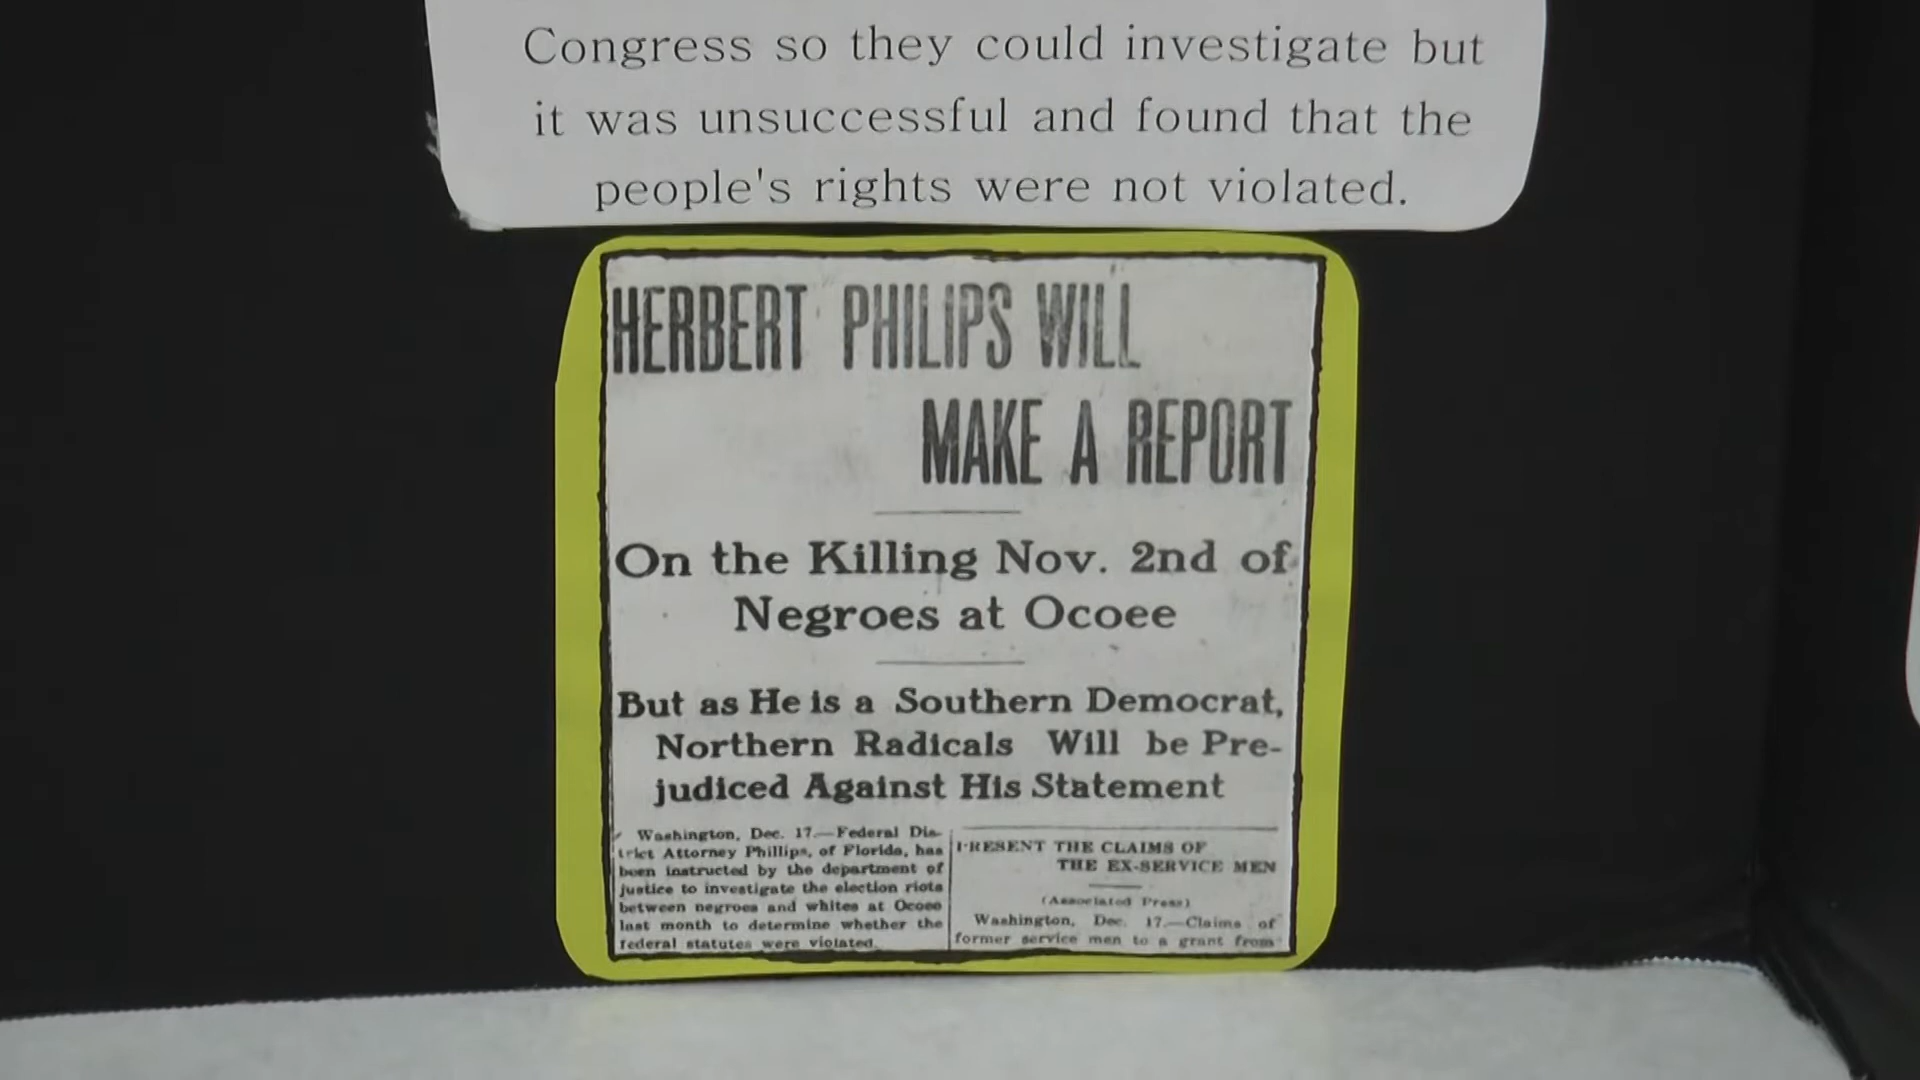 Congress so they could investigate but
it was unsuccessful and found that the
people's rights were not violated.
HERBERT PHILIPS WILL
MAKE A REPORT
On the Killing Nov. 2nd of
Negroes at Ocoee
But as He is a Southern Democrat,
Northern Radicals Will be Pre-
judiced Against His Statement
Washington, Dec. 17.—Federal Dis-
trict Attorney Phillips, of Florida, has
been instructed by the department of
justice to investigate the election riots
between negroes and whites at Ocoee
last month to determine whether the
federal statutes were violated.
PRESENT THE CLAIMS OF
THE EX-SERVICE MEN
(Associated Press)
Washington, Dec. 17.—Claims of
former service men to a grant from